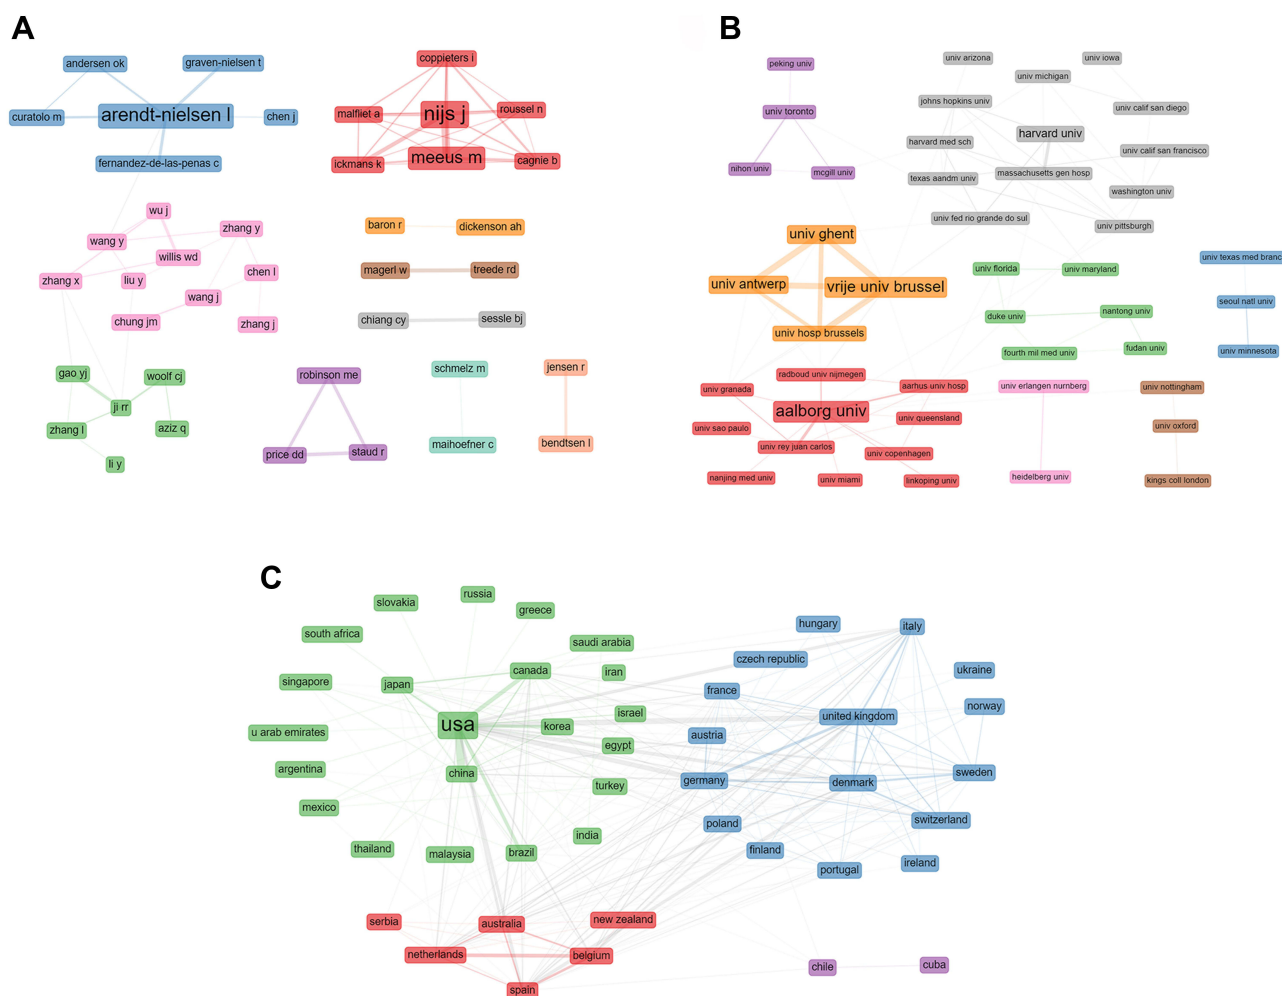 A
andersen ok
graven-nielsen t
curatolo m
arendt-nielsen l
chen j
fernandez-de-las-penas c
coppieters i
malfliet a
nijs j
roussel n
ickmans k
meeus m
cagnie b
wu j
zhang y
wang y
willis wd
zhang x
liu y
chen l
wang j
chung jm
zhang j
baron r
dickenson ah
magerl w
treede rd
chiang cy
sessle bj
gao yj
woolf cj
ji rr
zhang l
aziz q
li y
robinson me
price dd
staud r
schmelz m
maihoefner c
jensen r
bendtsen l
B
peking univ
univ toronto
nihon univ
mcgill univ
univ arizona
univ iowa
univ michigan
johns hopkins univ
univ calif san diego
harvard univ
harvard med sch
univ calif san francisco
massachusetts gen hosp
texas aandm univ
washington univ
univ fed rio grande do sul
univ pittsburgh
univ ghent
univ antwerp
vrije univ brussel
univ hosp brussels
univ florida
univ maryland
duke univ
nantong univ
fourth mil med univ
fudan univ
univ texas med branc
seoul natl univ
univ minnesota
radboud univ nijmegen
univ granada
aarhus univ hosp
aalborg univ
univ queensland
univ sao paulo
univ rey juan carlos
univ copenhagen
nanjing med univ
univ miami
linkoping univ
univ erlangen nurnberg
heidelberg univ
univ nottingham
univ oxford
kings coll london
C
slovakia
russia
greece
south africa
saudi arabia
singapore
japan
canada
iran
u arab emirates
usa
korea
israel
egypt
argentina
china
turkey
mexico
india
thailand
malaysia
brazil
hungary
italy
czech republic
ukraine
france
united kingdom
norway
austria
germany
denmark
sweden
poland
switzerland
finland
portugal
ireland
serbia
australia
new zealand
netherlands
belgium
spain
chile
cuba